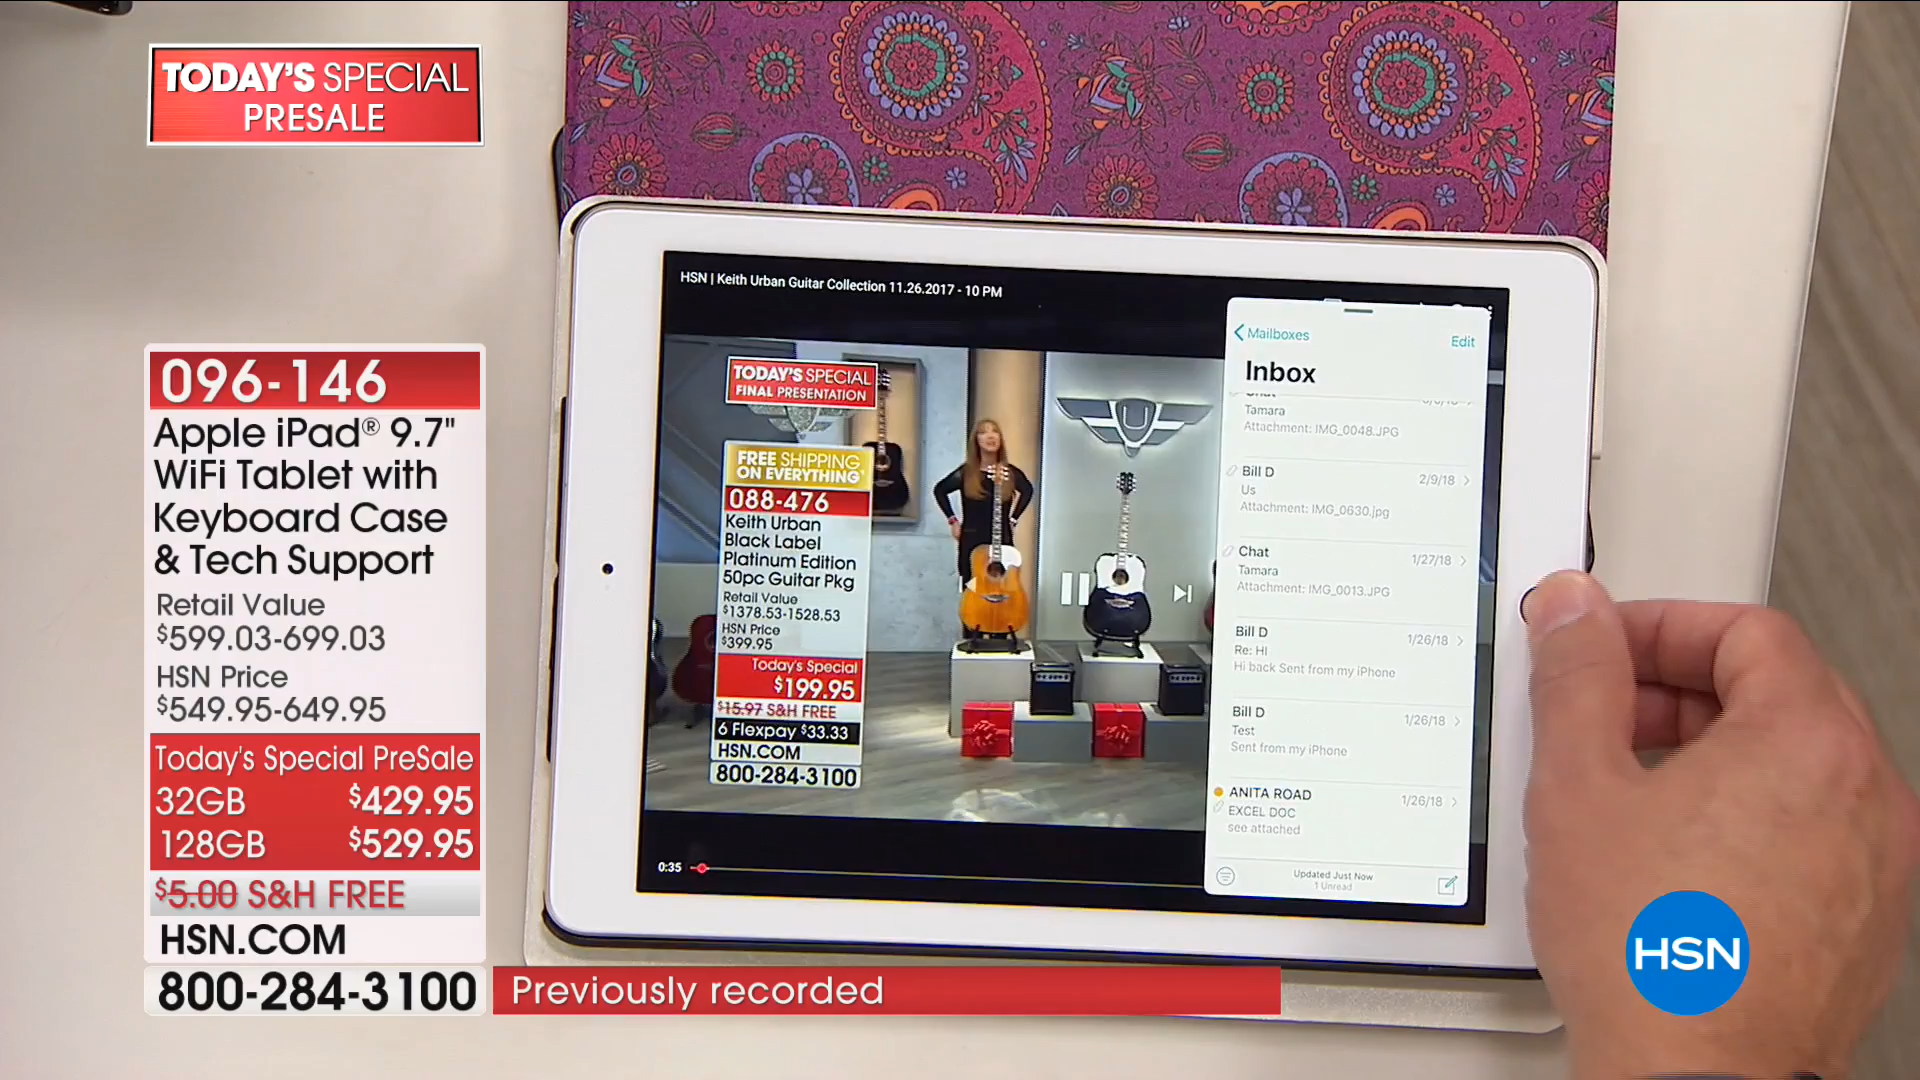 TODAY'S SPECIAL
PRESALE
096-146
Apple iPad® 9.7"
WiFi Tablet with
Keyboard Case
& Tech Support
Retail Value
$599.03-699.03
HSN Price
$549.95-649.95
Today's Special PreSale
32GB $429.95
128GB $529.95
$5.00 S&H FREE
HSN.COM
800-284-3100
Previously recorded
HSN
HSN | Keith Urban Guitar Collection 11.26.2017 - 10 PM
TODAY'S SPECIAL
FINAL PRESENTATION
FREE SHIPPING
ON EVERYTHING
088-476
Keith Urban
Black Label
Platinum Edition
50pc Guitar Pkg
Retail Value
$1378.53-1528.53
HSN Price
$399.95
Today's Special
$199.95
$15.97 S&H FREE
6 Flexpay $33.33
HSN.COM
800-284-3100
U
0:35
Mailboxes
Edit
Inbox
Chat
Tamara
Attachment: IMG_0048.JPG
Bill D 2/9/18
Us
Attachment: IMG_0630.jpg
Chat 1/27/18
Tamara
Attachment: IMG_0013.JPG
Bill D 1/26/18
Re: HI
Hi back Sent from my iPhone
Bill D 1/26/18
Test
Sent from my iPhone
ANITA ROAD 1/26/18
EXCEL DOC
see attached
Updated Just Now
1 Unread